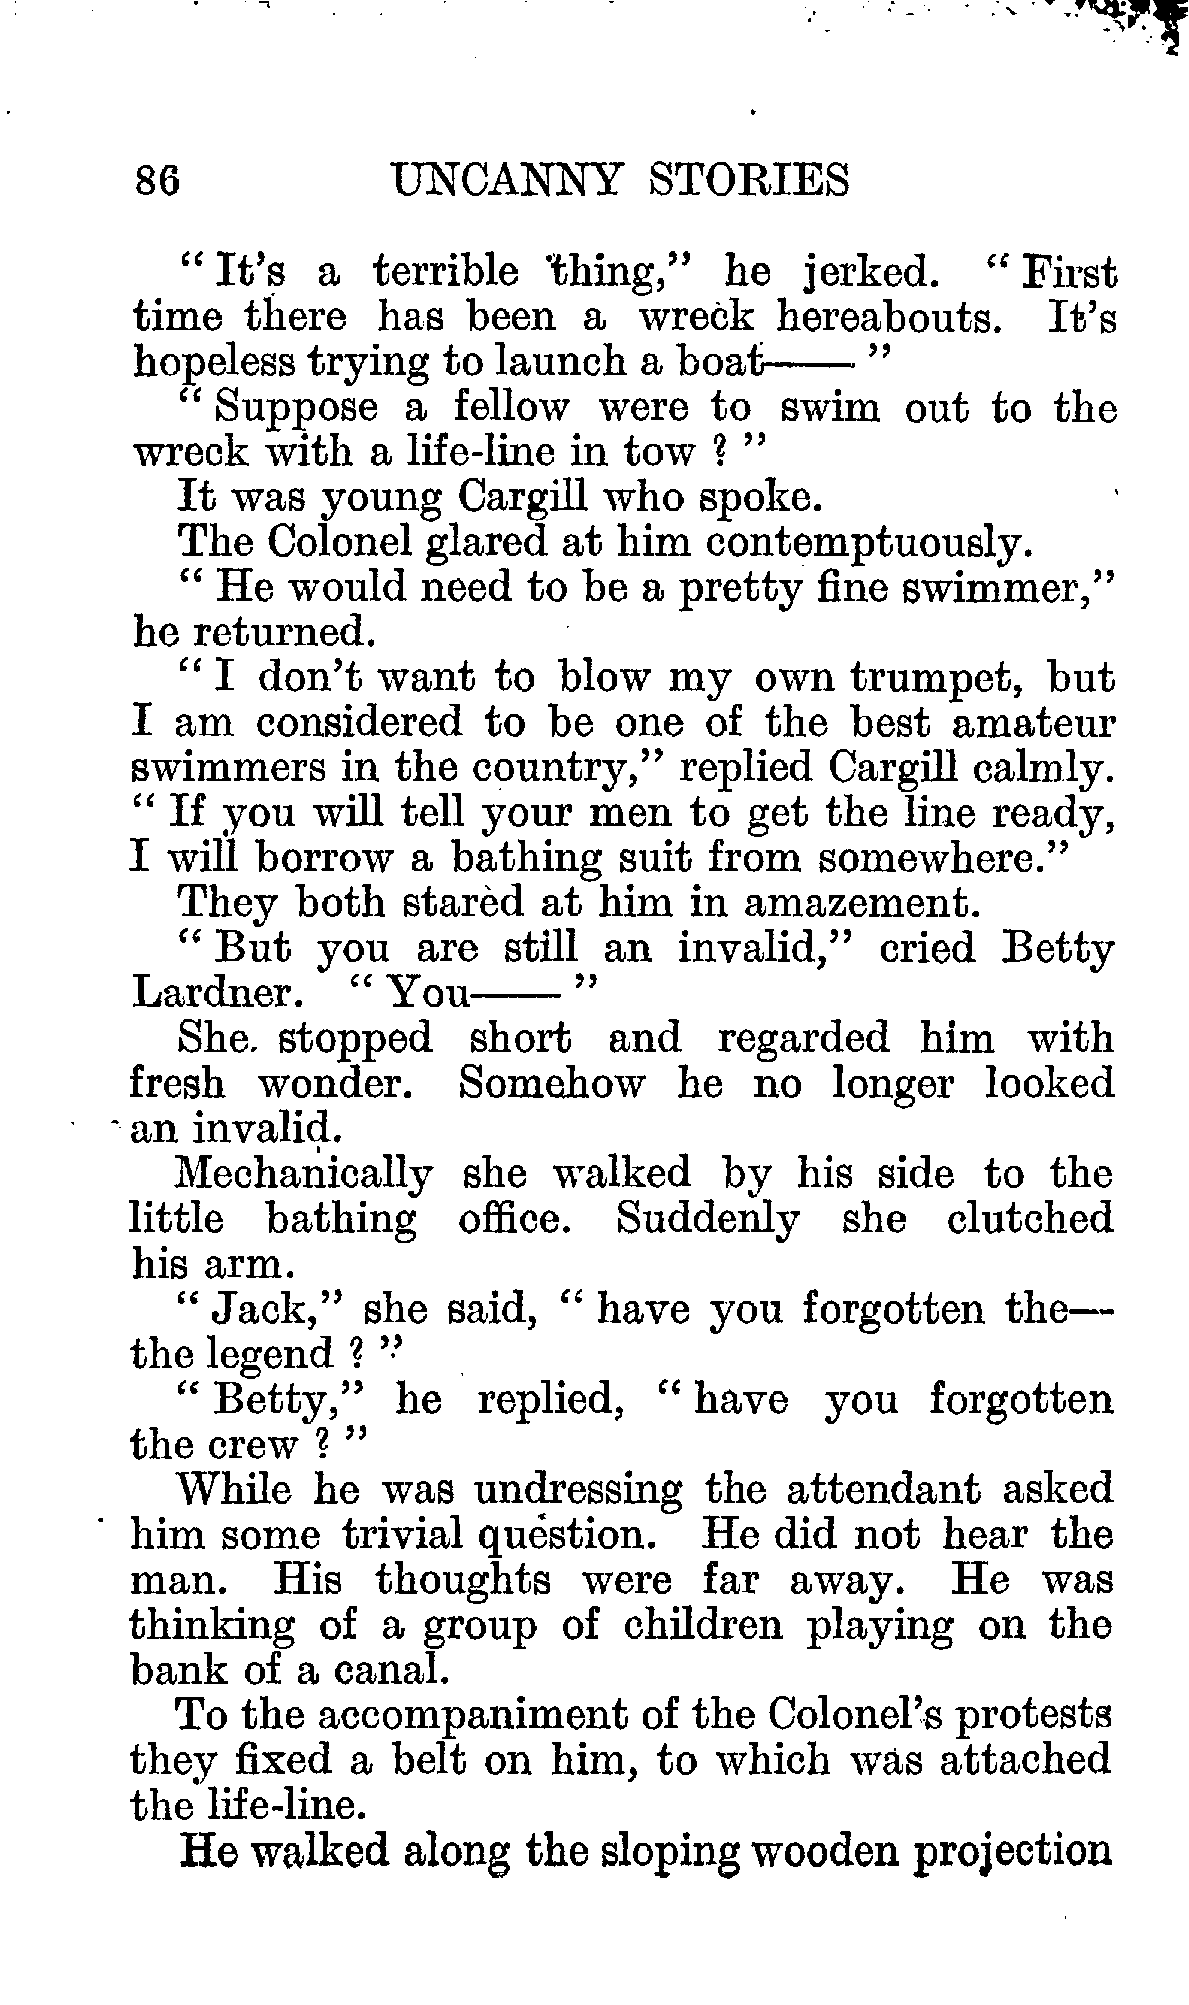 86 UNCANNY STORIES
“ It's a terrible thing,” he jerked. “ First
time there has been a wreck hereabouts. It's
hopeless trying to launch a boat—— ”
“ Suppose a fellow were to swim out to the
wreck with a life-line in tow ? ”
It was young Cargill who spoke.
The Colonel glared at him contemptuously.
“ He would need to be a pretty fine swimmer,”
he returned.
“ I don't want to blow my own trumpet, but
I am considered to be one of the best amateur
swimmers in the country,” replied Cargill calmly.
“ If you will tell your men to get the line ready,
I will borrow a bathing suit from somewhere.”
They both stared at him in amazement.
“ But you are still an invalid,” cried Betty
Lardner. “ You—— ”
She stopped short and regarded him with
fresh wonder. Somehow he no longer looked
an invalid.
Mechanically she walked by his side to the
little bathing office. Suddenly she clutched
his arm.
“ Jack,” she said, “ have you forgotten the—
the legend ? ”
“ Betty,” he replied, “ have you forgotten
the crew ? ”
While he was undressing the attendant asked
him some trivial question. He did not hear the
man. His thoughts were far away. He was
thinking of a group of children playing on the
bank of a canal.
To the accompaniment of the Colonel's protests
they fixed a belt on him, to which was attached
the life-line.
He walked along the sloping wooden projection